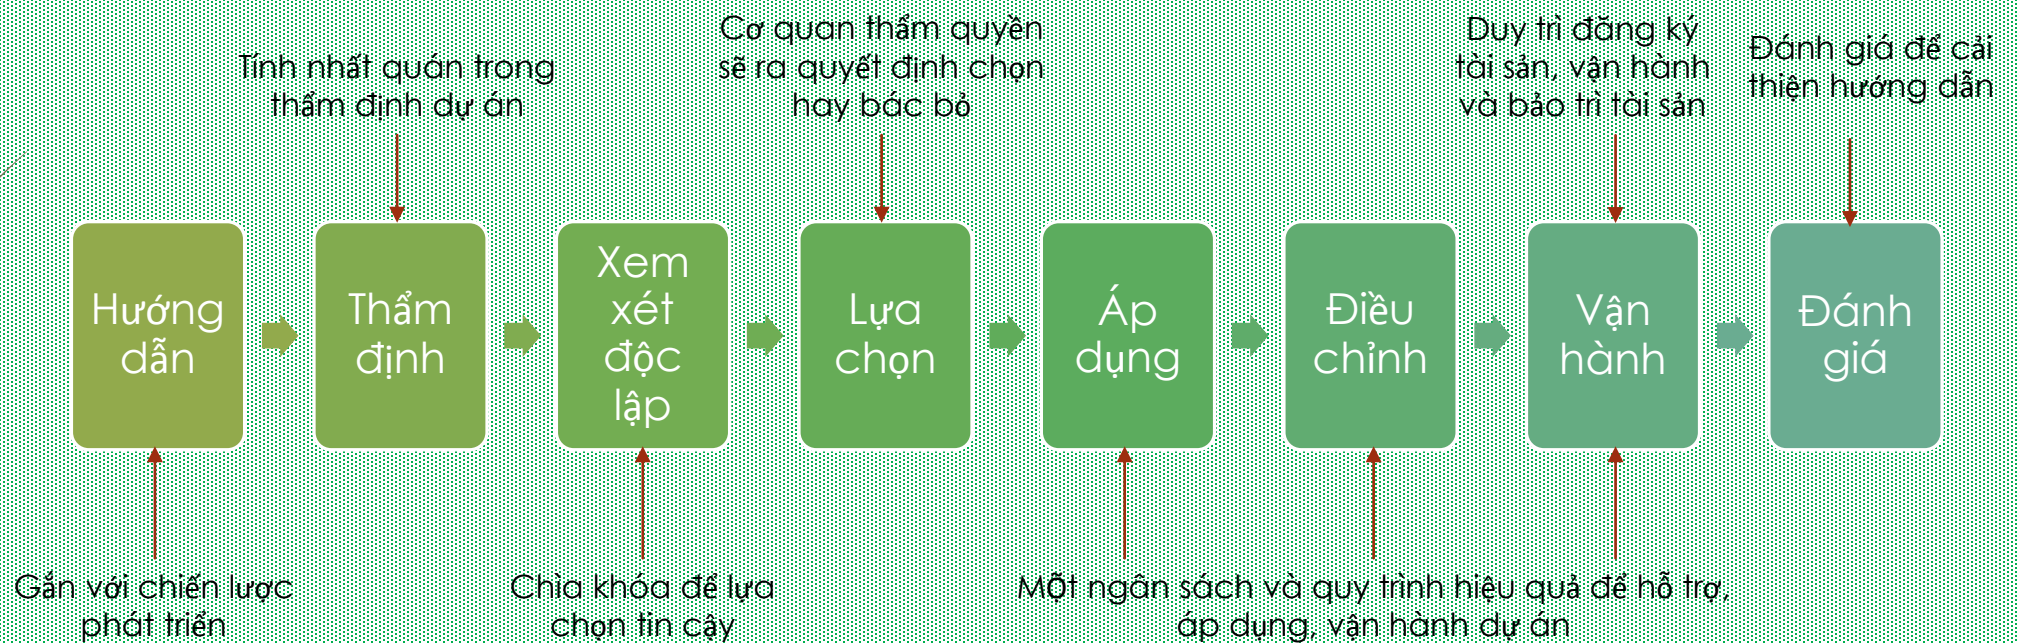 Tính nhất quán trong
thẩm định dự án
Cơ quan thẩm quyền
sẽ ra quyết định chọn
hay bác bỏ
Duy trì đăng ký
tài sản, vận hành
và bảo trì tài sản
Đánh giá để cải
thiện hướng dẫn
Hướng
dẫn
Thẩm
định
Xem
xét
độc
lập
Lựa
chọn
Áp
dụng
Điều
chỉnh
Vận
hành
Đánh
giá
Gắn với chiến lược
phát triển
Chìa khóa để lựa
chọn tin cậy
MỘt ngân sách và quy trình hiệu quả để hỗ trợ,
áp dụng, vận hành dự án